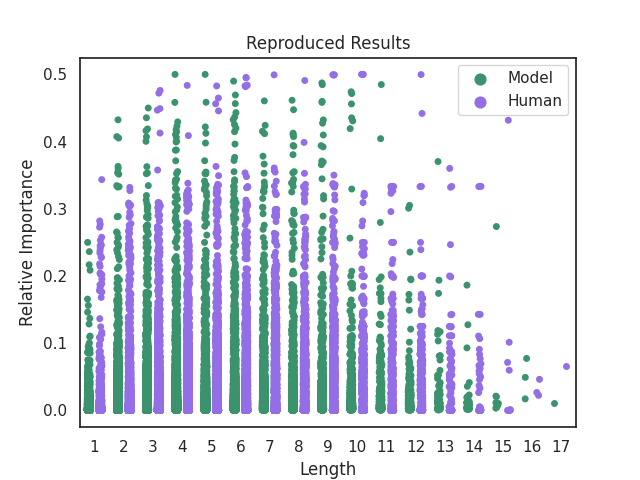 Reproduced Results
Model
Human
0.5
0.4
0.3
0.2
0.1
0.0
Relative Importance
1 2 3 4 5 6 7 8 9 10 11 12 13 14 15 16 17
Length